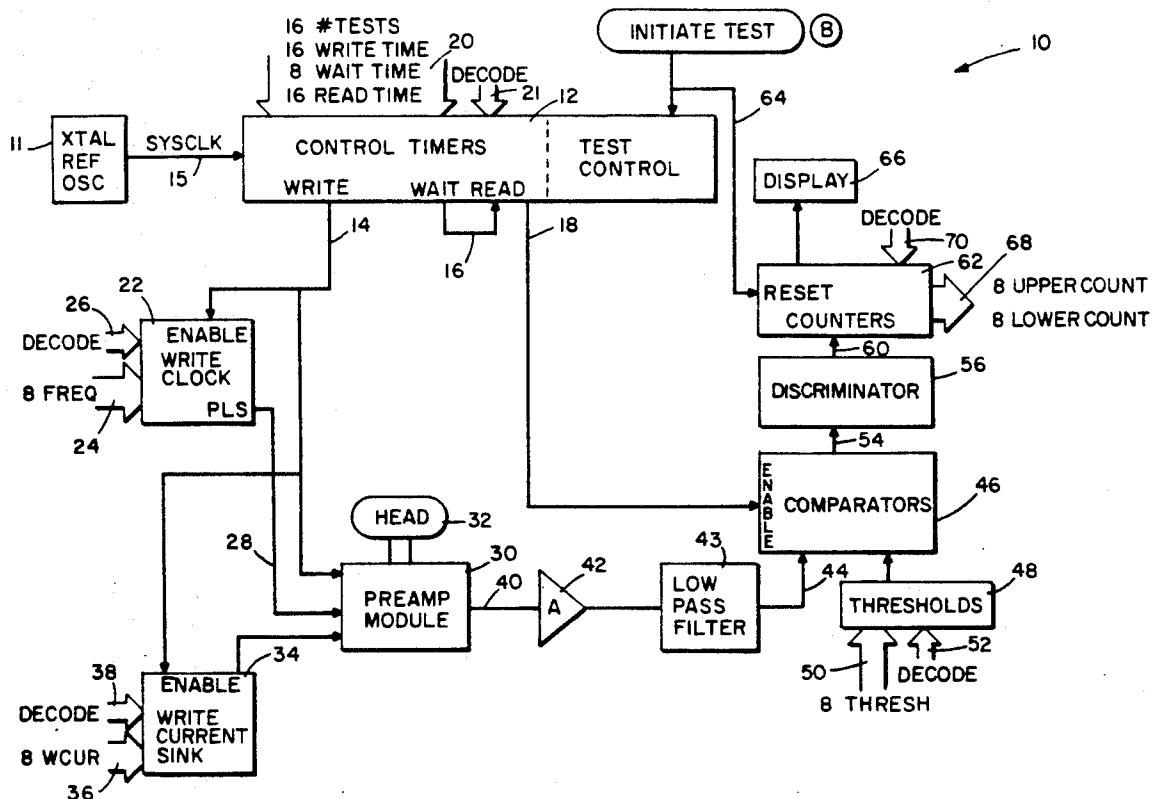 16 #TESTS
16 WRITE TIME
8 WAIT TIME
16 READ TIME
20
DECODE
21
INITIATE TEST
B
10
64
12
11
XTAL
REF
OSC
SYSCLK
15
CONTROL TIMERS
TEST
CONTROL
WRITE
WAIT READ
14
16
18
DISPLAY
66
DECODE
70
62
68
RESET
COUNTERS
8 UPPER COUNT
8 LOWER COUNT
60
22
26
DECODE
8 FREQ
24
ENABLE
WRITE
CLOCK
PLS
DISCRIMINATOR
56
54
ENABLE
COMPARATORS
46
28
HEAD
32
30
PREAMP
MODULE
40
42
A
43
LOW
PASS
FILTER
44
48
THRESHOLDS
50
52
DECODE
8 THRESH
34
38
DECODE
8 WCUR
36
ENABLE
WRITE
CURRENT
SINK